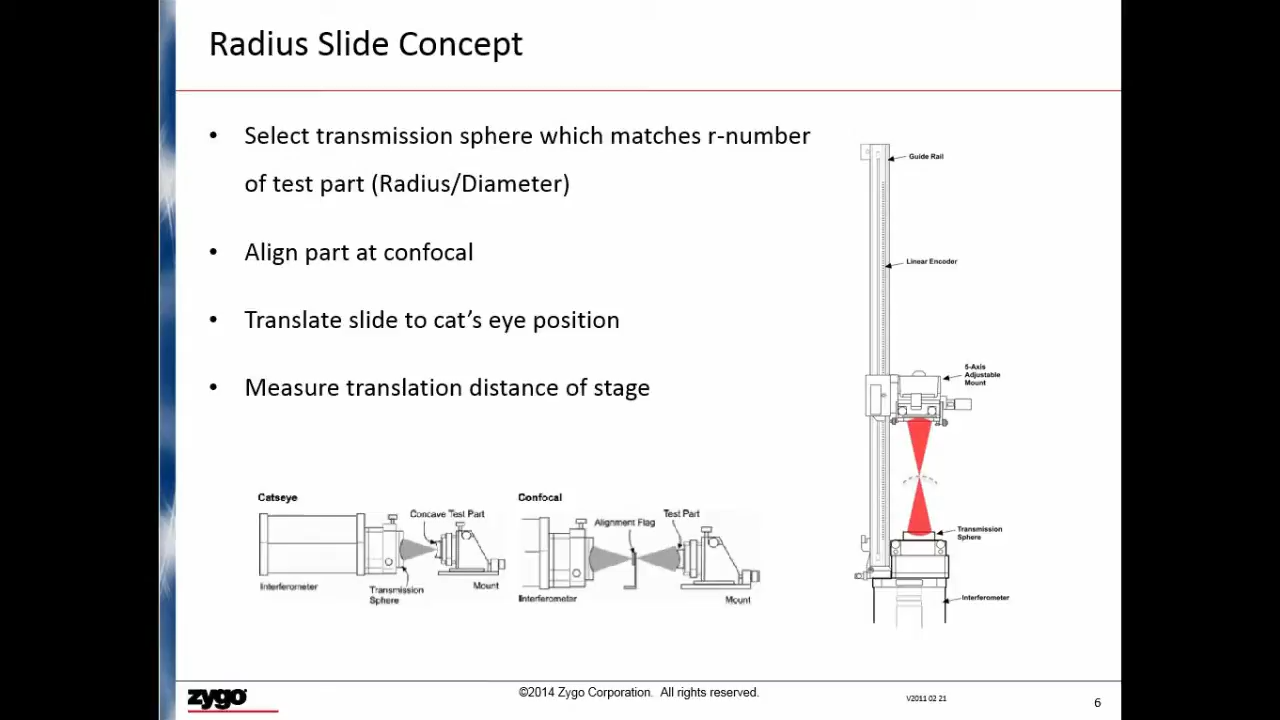 Radius Slide Concept
• Select transmission sphere which matches r-number
of test part (Radius/Diameter)
• Align part at confocal
• Translate slide to cat’s eye position
• Measure translation distance of stage
Guide Rail
Linear Encoder
5-Axis
Adjustable
Mount
Transmission
Sphere
Interferometer
Catseye
Concave Test Part
Interferometer
Transmission
Sphere
Mount
Confocal
Alignment Flag
Test Part
Interferometer
Mount
zygo
©2014 Zygo Corporation. All rights reserved.
V2011 02 21
6